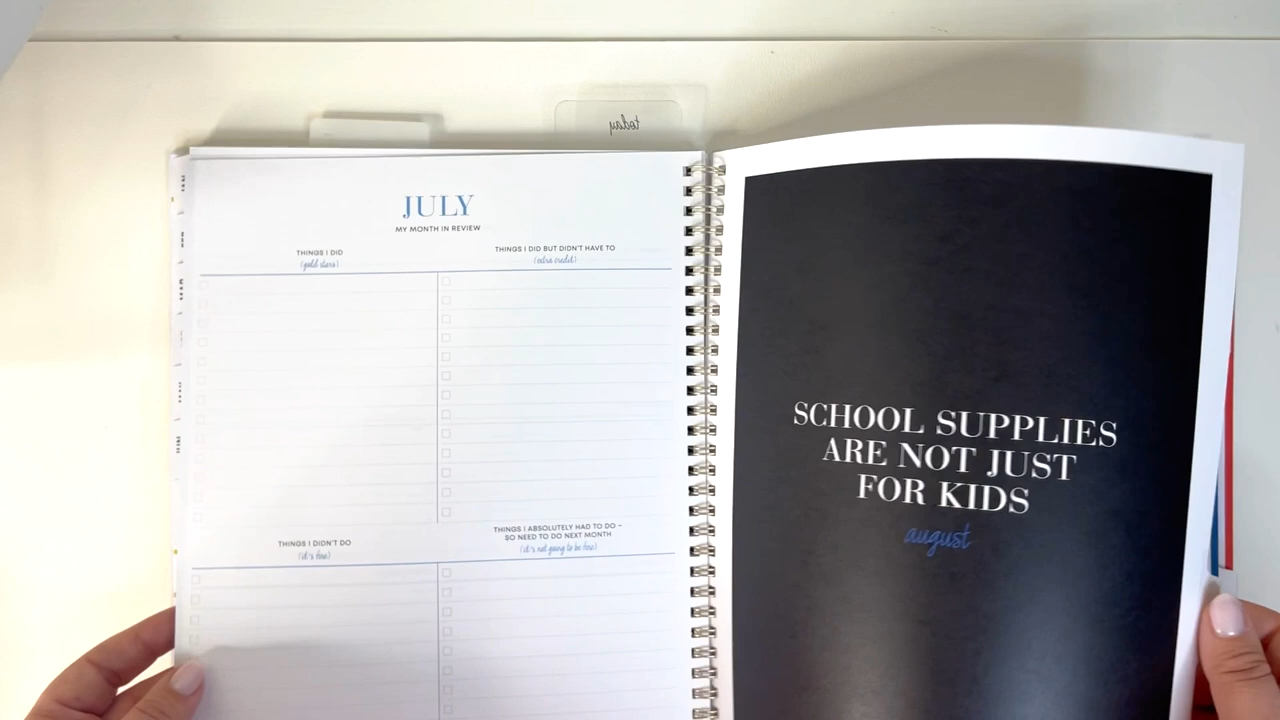 today
JULY
MY MONTH IN REVIEW
THINGS I DID
(gold stars)
THINGS I DID BUT DIDN'T HAVE TO
(extra credit)
THINGS I DIDN'T DO
(it's fine)
THINGS I ABSOLUTELY HAD TO DO –
SO NEED TO DO NEXT MONTH
(it's not going to be fine)
SCHOOL SUPPLIES
ARE NOT JUST
FOR KIDS
august